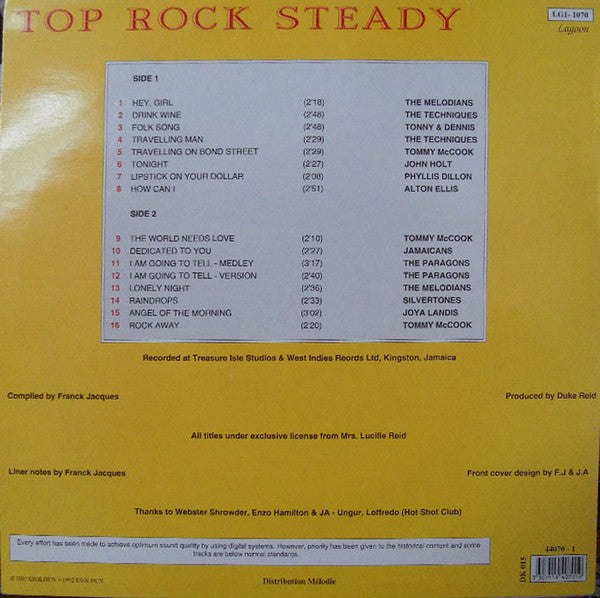 TOP ROCK STEADY
LG1-1070
Lagoon
SIDE 1
1 HEY, GIRL (2'18) THE MELODIANS
2 DRINK WINE (2'48) THE TECHNIQUES
3 FOLK SONG (2'48) TONNY & DENNIS
4 TRAVELLING MAN (2'29) THE TECHNIQUES
5 TRAVELLING ON BOND STREET (2'29) TOMMY McCOOK
6 TONIGHT (2'27) JOHN HOLT
7 LIPSTICK ON YOUR DOLLAR (2'08) PHYLLIS DILLON
8 HOW CAN I (2'51) ALTON ELLIS
SIDE 2
9 THE WORLD NEEDS LOVE (2'10) TOMMY McCOOK
10 DEDICATED TO YOU (2'27) JAMAICANS
11 I AM GOING TO TELL - MEDLEY (3'17) THE PARAGONS
12 I AM GOING TO TELL - VERSION (2'40) THE PARAGONS
13 LONELY NIGHT (2'36) THE MELODIANS
14 RAINDROPS (2'33) SILVERTONES
15 ANGEL OF THE MORNING (3'02) JOYA LANDIS
16 ROCK AWAY (2'20) TOMMY McCOOK
Recorded at Treasure Isle Studios & West Indies Reords Ltd, Kingston, Jamaica
Compiled by Franck Jacques
Produced by Duke Reid
All titles under exclusive license from Mrs. Lucille Reid
Liner notes by Franck Jacques
Front cover design by F.J & J.A
Thanks to Webster Shrowder, Enzo Hamilton & JA - Ungur, Loffredo (Hot Shot Club)
Every effort has been made to achieve optimum sound quality by using digital systems. However, priority has been given to the historical content and some
tracks are below normal standards.
DK 015
44070 - 1
℗ 1992 ESOLDUN © 1992 ESOLDUN
Distribution Mélodie